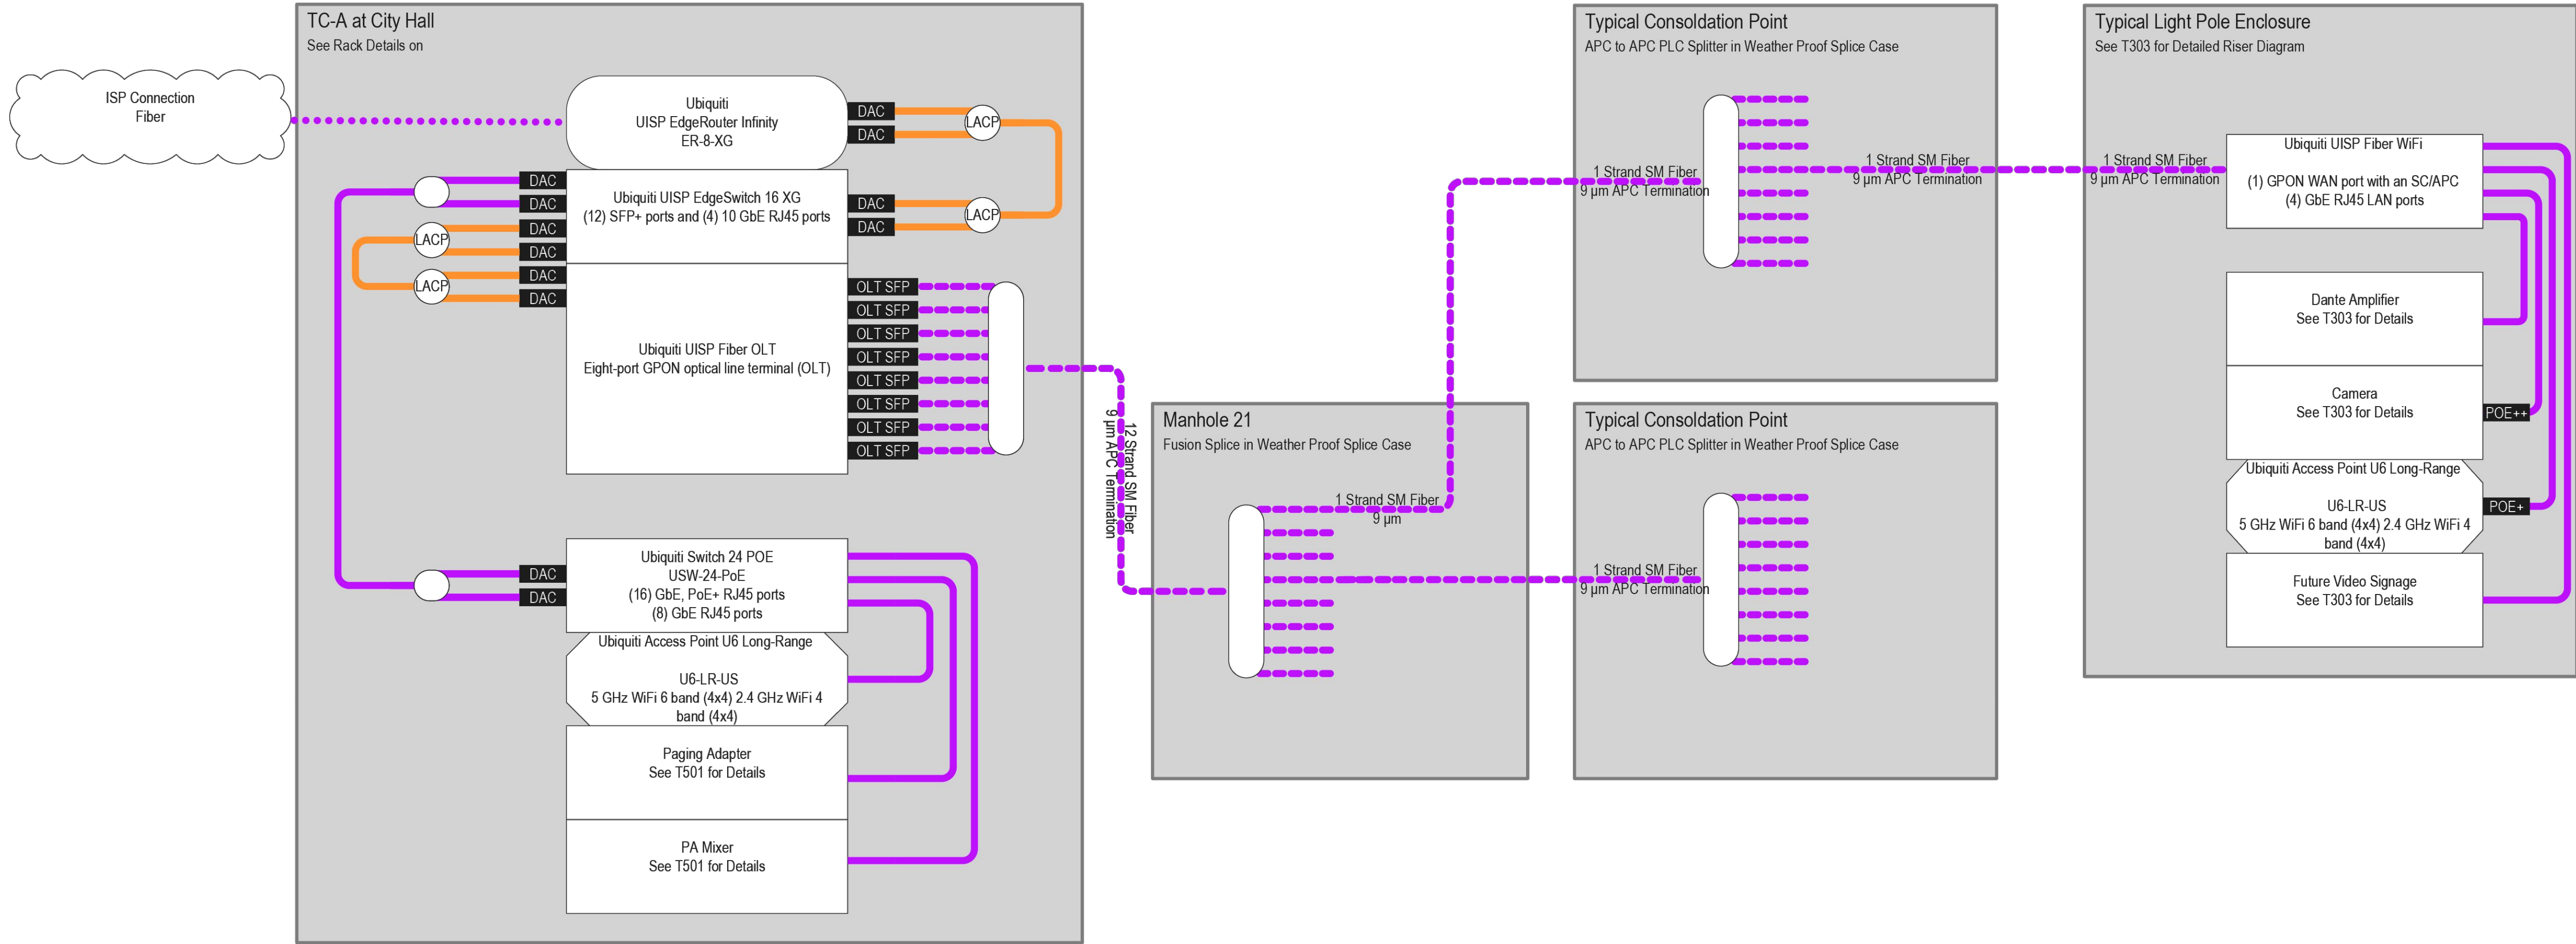 ISP Connection
Fiber
TC-A at City Hall
See Rack Details on
Ubiquiti
UISP EdgeRouter Infinity
ER-8-XG
DAC
DAC
LACP
DAC
DAC
DAC
DAC
DAC
DAC
LACP
LACP
Ubiquiti UISP EdgeSwitch 16 XG
(12) SFP+ ports and (4) 10 GbE RJ45 ports
DAC
DAC
LACP
Ubiquiti UISP Fiber OLT
Eight-port GPON optical line terminal (OLT)
OLT SFP
OLT SFP
OLT SFP
OLT SFP
OLT SFP
OLT SFP
OLT SFP
OLT SFP
DAC
DAC
Ubiquiti Switch 24 POE
USW-24-PoE
(16) GbE, PoE+ RJ45 ports
(8) GbE RJ45 ports
Ubiquiti Access Point U6 Long-Range
U6-LR-US
5 GHz WiFi 6 band (4x4) 2.4 GHz WiFi 4
band (4x4)
Paging Adapter
See T501 for Details
PA Mixer
See T501 for Details
12 Strand SM Fiber
9 µm APC Termination
Manhole 21
Fusion Splice in Weather Proof Splice Case
1 Strand SM Fiber
9 µm
Typical Consoldation Point
APC to APC PLC Splitter in Weather Proof Splice Case
1 Strand SM Fiber
9 µm APC Termination
1 Strand SM Fiber
9 µm APC Termination
Typical Consoldation Point
APC to APC PLC Splitter in Weather Proof Splice Case
1 Strand SM Fiber
9 µm APC Termination
Typical Light Pole Enclosure
See T303 for Detailed Riser Diagram
1 Strand SM Fiber
9 µm APC Termination
Ubiquiti UISP Fiber WiFi
(1) GPON WAN port with an SC/APC
(4) GbE RJ45 LAN ports
Dante Amplifier
See T303 for Details
Camera
See T303 for Details
POE++
Ubiquiti Access Point U6 Long-Range
U6-LR-US
5 GHz WiFi 6 band (4x4) 2.4 GHz WiFi 4
band (4x4)
POE+
Future Video Signage
See T303 for Details